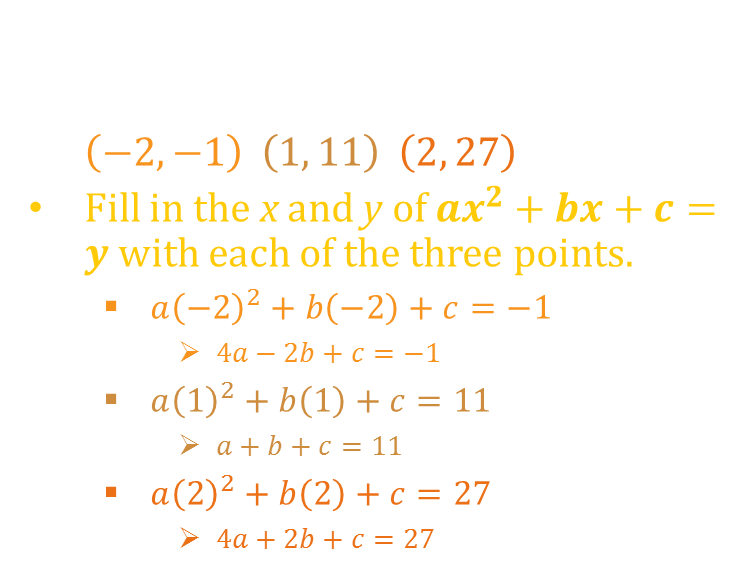 (−2, −1) (1, 11) (2, 27)
• Fill in the x and y of ax² + bx + c =
y with each of the three points.
▪ a(−2)² + b(−2) + c = −1
➢ 4a − 2b + c = −1
▪ a(1)² + b(1) + c = 11
➢ a + b + c = 11
▪ a(2)² + b(2) + c = 27
➢ 4a + 2b + c = 27